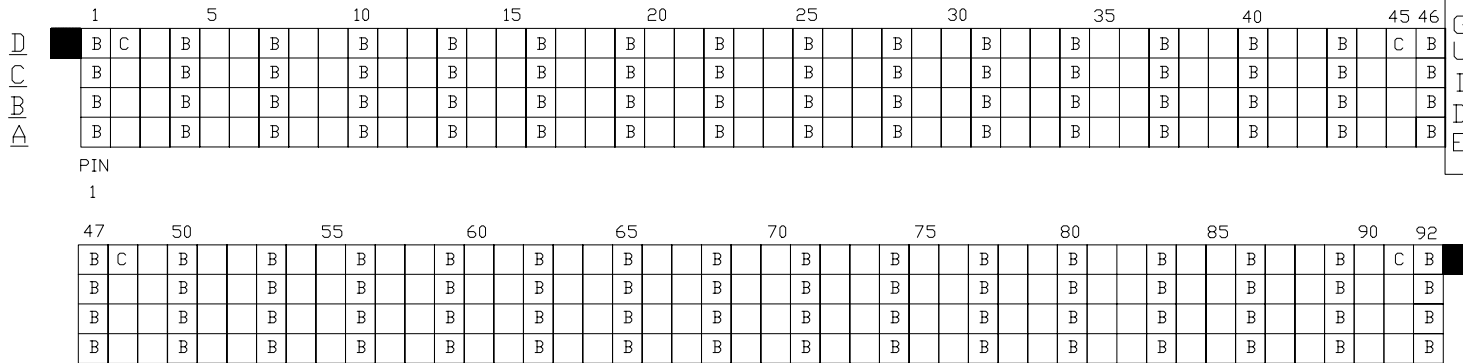 1 5 10 15 20 25 30 35 40 45 46
D B C B B B B B B B B B B B B B B C B
C B B B B B B B B B B B B B B B B
B B B B B B B B B B B B B B B B B
A B B B B B B B B B B B B B B B B
GUIDE
PIN
1
47 50 55 60 65 70 75 80 85 90 92
B C B B B B B B B B B B B B B B C B
B B B B B B B B B B B B B B B B
B B B B B B B B B B B B B B B B
B B B B B B B B B B B B B B B B